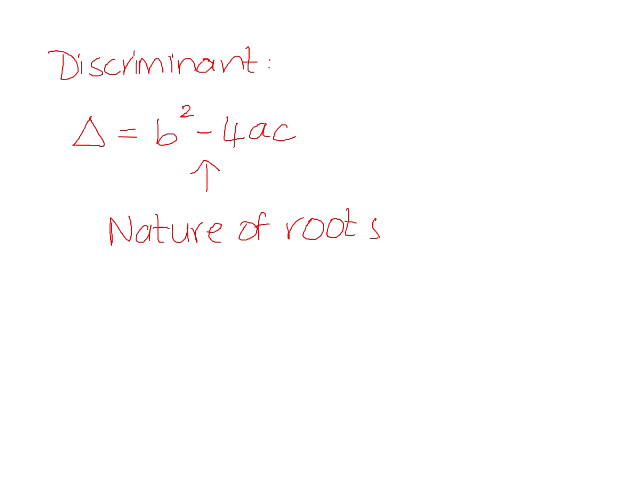 Discriminant:
Δ = b² - 4ac
↑
Nature of roots